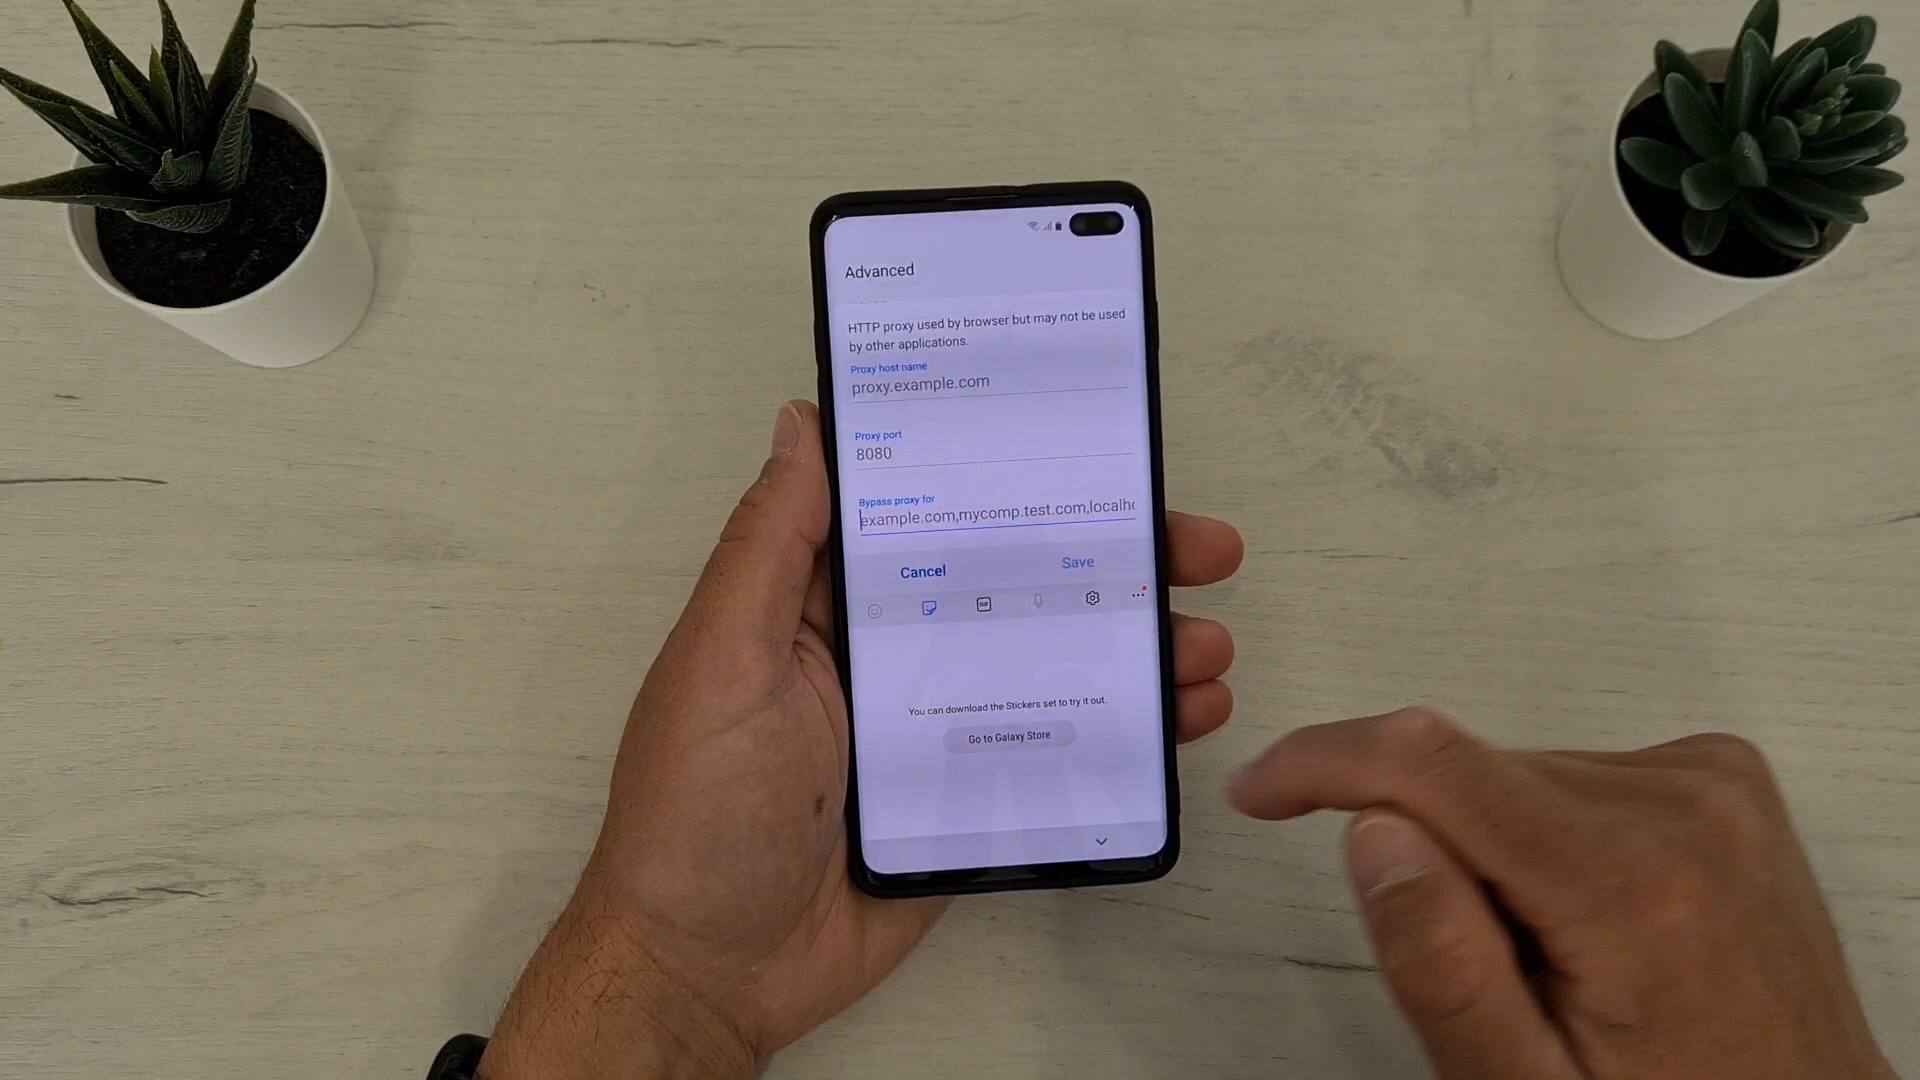 Advanced
HTTP proxy used by browser but may not be used
by other applications.
Proxy host name
proxy.example.com
Proxy port
8080
Bypass proxy for
example.com,mycomp.test.com,localho
Cancel
Save
GIF
You can download the Stickers set to try it out.
Go to Galaxy Store